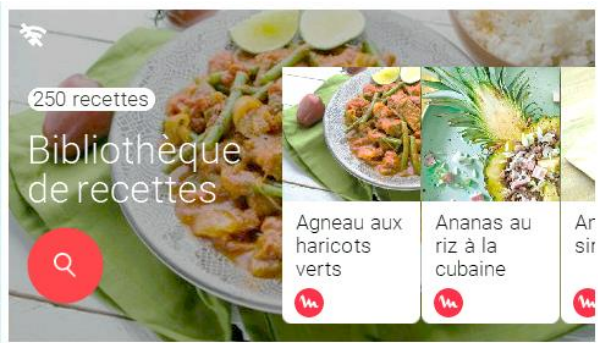 250 recettes
Bibliothèque
de recettes
Agneau aux
haricots
verts
Ananas au
riz à la
cubaine